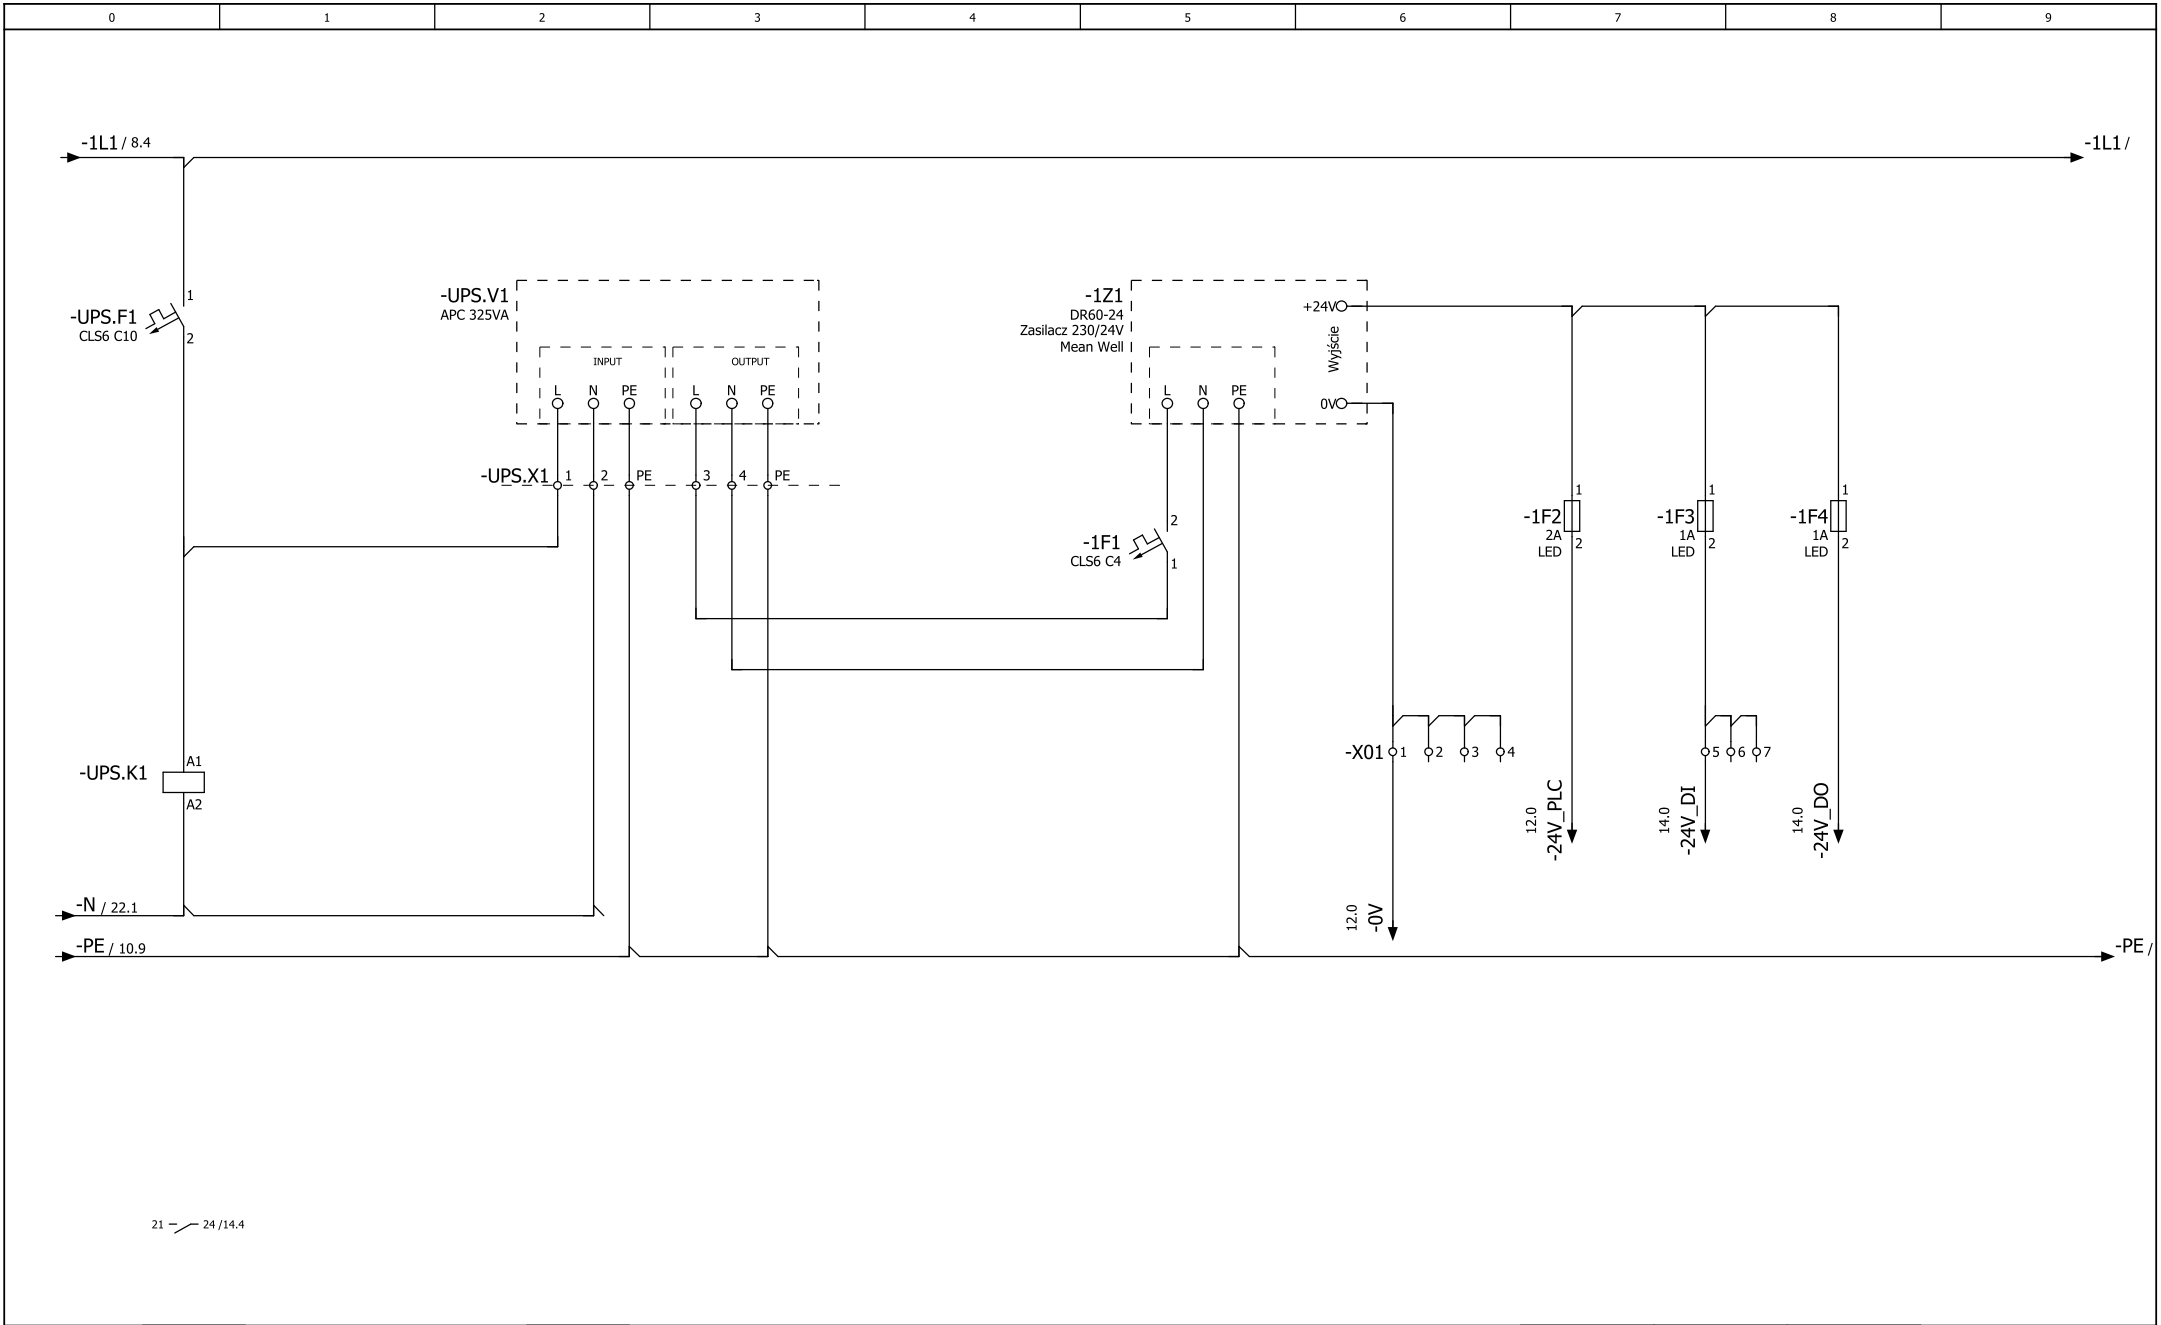 0 1 2 3 4 5 6 7 8 9
-1L1 / 8.4
-1L1 /
-UPS.F1
CLS6 C10
1
2
-UPS.V1
APC 325VA
INPUT
OUTPUT
L N PE
L N PE
-UPS.X1
1 2 PE 3 4 PE
-1Z1
DR60-24
Zasilacz 230/24V
Mean Well
+24V
Wyjście
0V
L N PE
-1F1
CLS6 C4
2
1
-1F2
2A
LED
1
2
-1F3
1A
LED
1
2
-1F4
1A
LED
1
2
-UPS.K1
A1
A2
-X01
1 2 3 4
5 6 7
12.0
-24V_PLC
14.0
-24V_DI
14.0
-24V_DO
12.0
-0V
-N / 22.1
-PE / 10.9
-PE /
21 24 /14.4